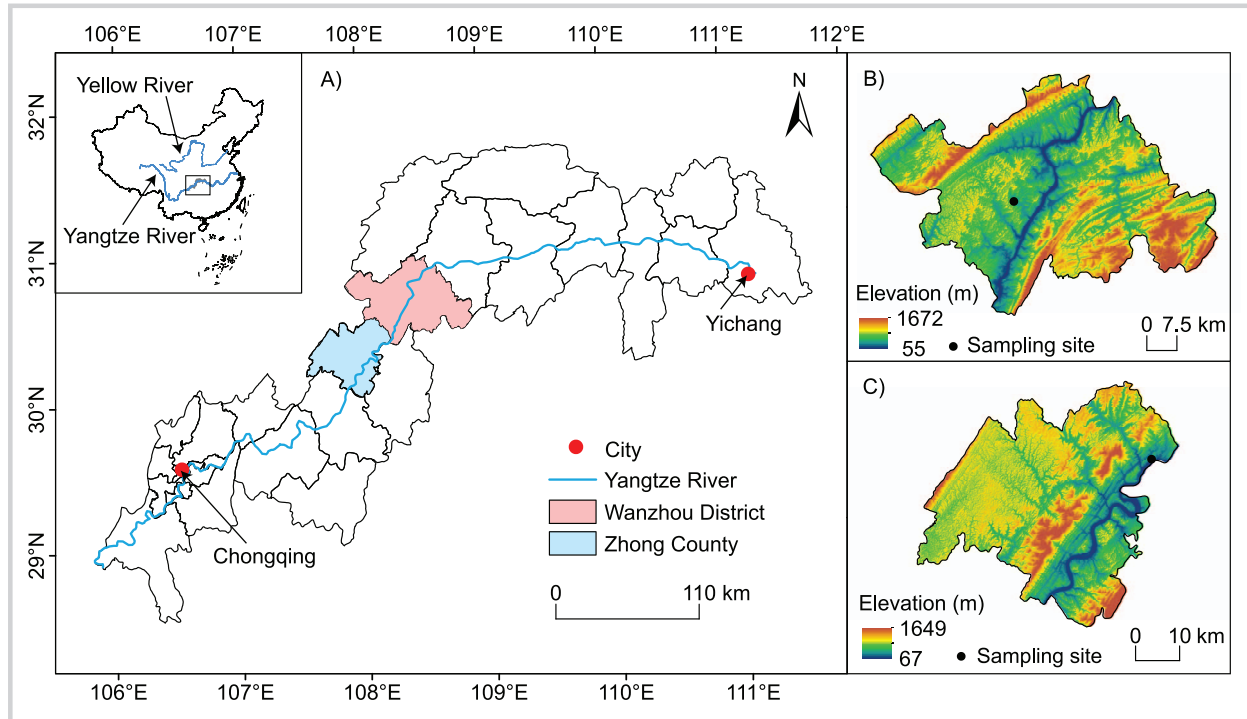 106°E 107°E 108°E 109°E 110°E 111°E 112°E
32°N
31°N
30°N
29°N
Yellow River
Yangtze River
A)
N
Yichang
Chongqing
City
Yangtze River
Wanzhou District
Zhong County
0 110 km
106°E 107°E 108°E 109°E 110°E 111°E
B)
Elevation (m)
1672
55
Sampling site
0 7.5 km
C)
Elevation (m)
1649
67
Sampling site
0 10 km